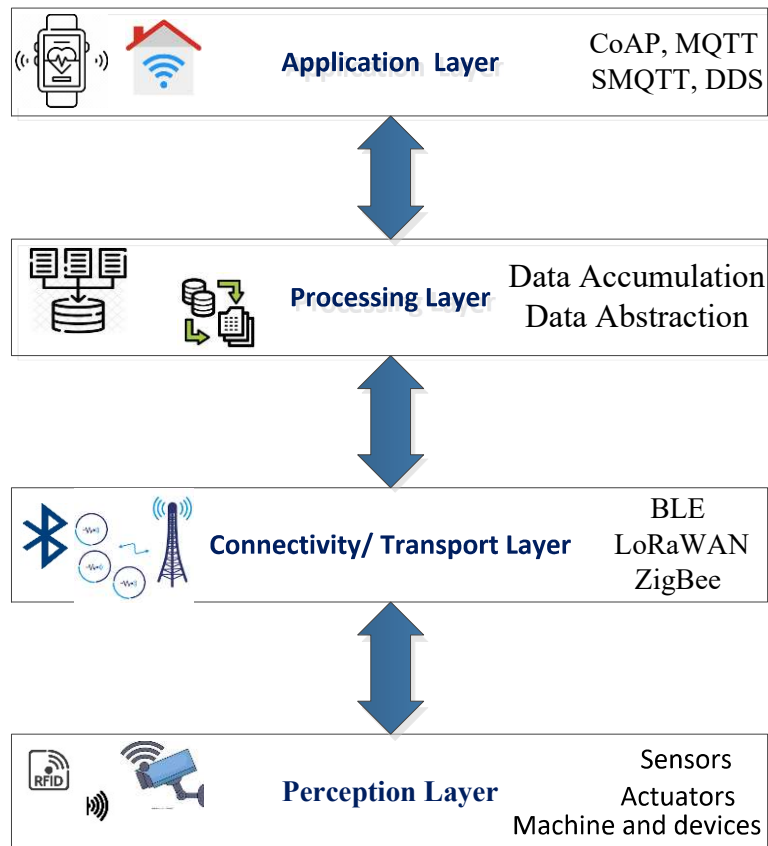 Application Layer
CoAP, MQTT
SMQTT, DDS
Processing Layer
Data Accumulation
Data Abstraction
Connectivity/ Transport Layer
BLE
LoRaWAN
ZigBee
RFID
Perception Layer
Sensors
Actuators
Machine and devices